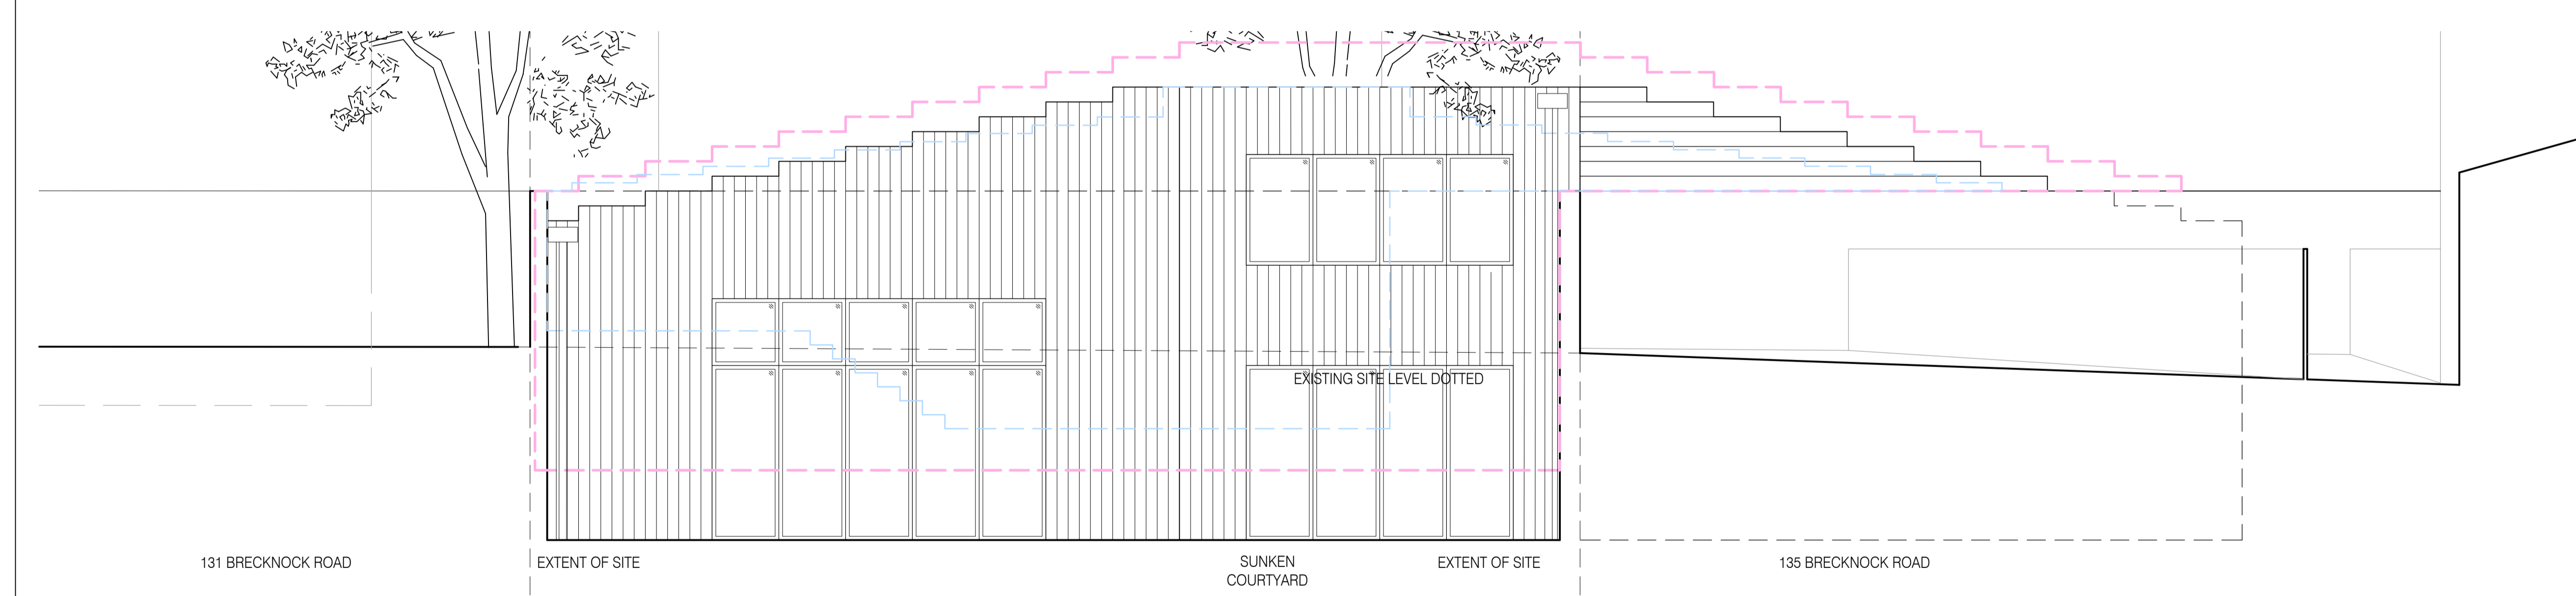 EXISTING SITE LEVEL DOTTED
131 BRECKNOCK ROAD
EXTENT OF SITE
SUNKEN
COURTYARD
EXTENT OF SITE
135 BRECKNOCK ROAD